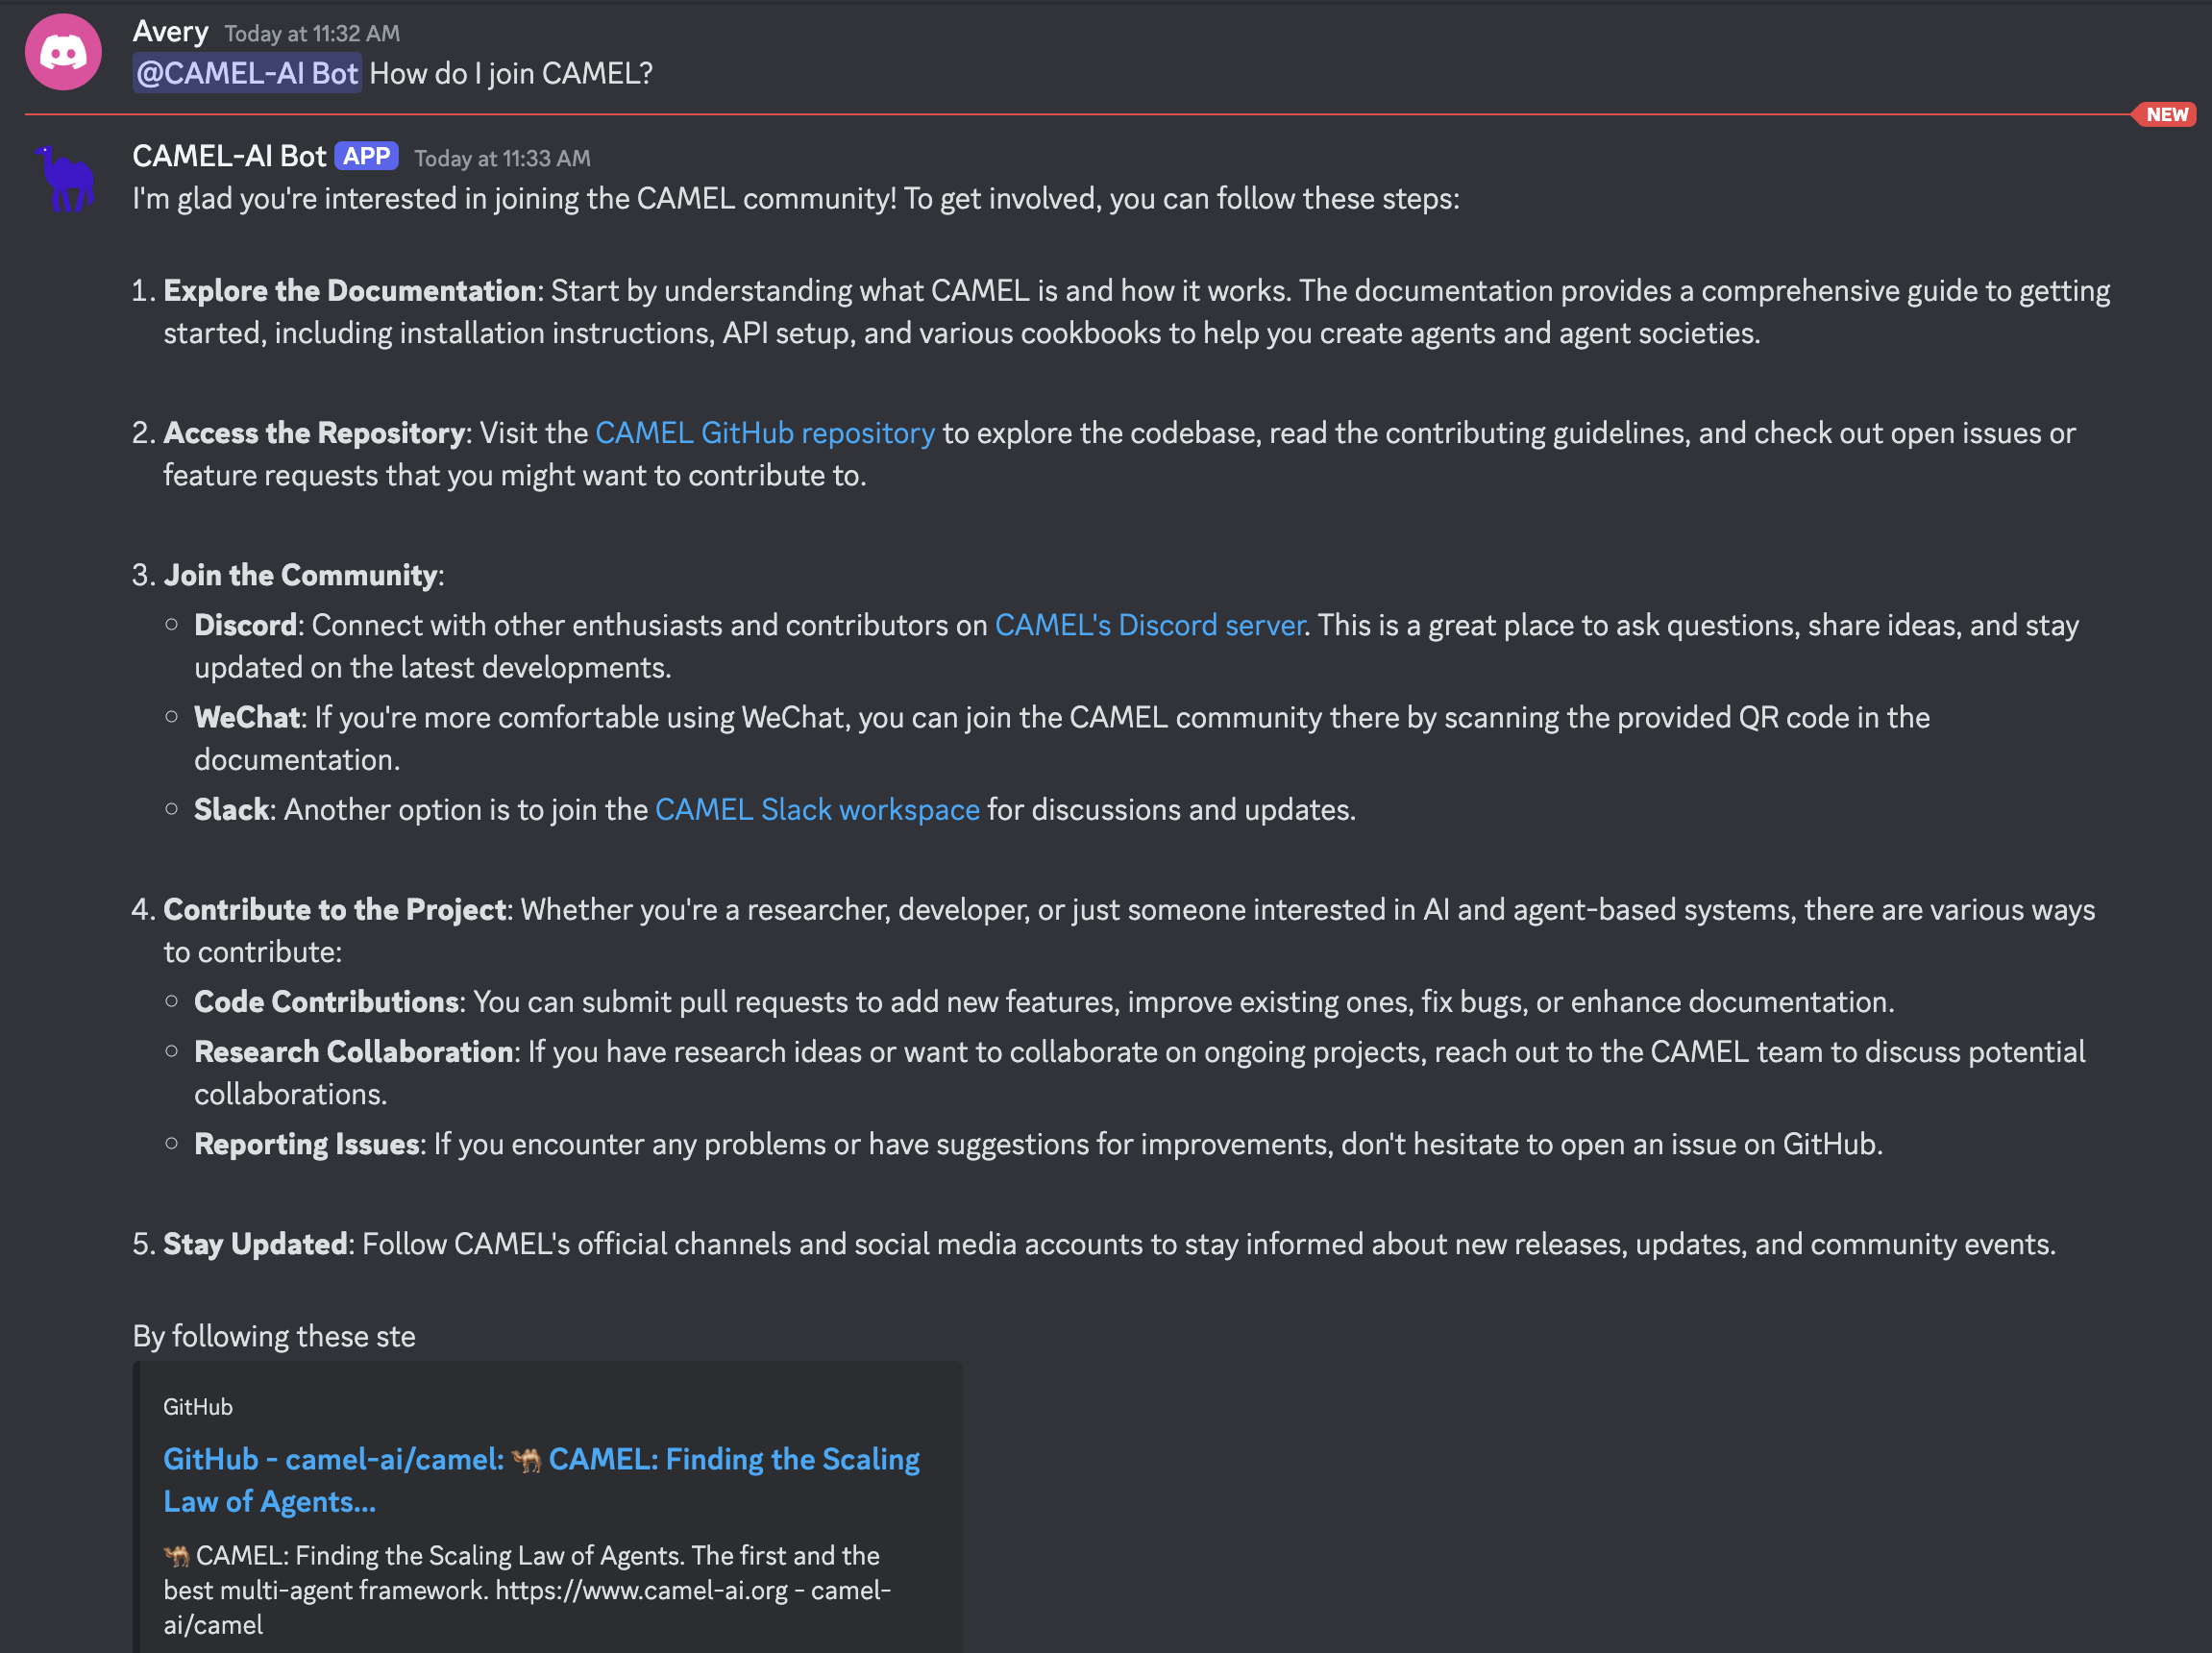 Avery Today at 11:32 AM
@CAMEL-AI Bot How do I join CAMEL?
NEW
CAMEL-AI Bot APP Today at 11:33 AM
I'm glad you're interested in joining the CAMEL community! To get involved, you can follow these steps:
1. Explore the Documentation: Start by understanding what CAMEL is and how it works. The documentation provides a comprehensive guide to getting
started, including installation instructions, API setup, and various cookbooks to help you create agents and agent societies.
2. Access the Repository: Visit the CAMEL GitHub repository to explore the codebase, read the contributing guidelines, and check out open issues or
feature requests that you might want to contribute to.
3. Join the Community:
○ Discord: Connect with other enthusiasts and contributors on CAMEL's Discord server. This is a great place to ask questions, share ideas, and stay
updated on the latest developments.
○ WeChat: If you're more comfortable using WeChat, you can join the CAMEL community there by scanning the provided QR code in the
documentation.
○ Slack: Another option is to join the CAMEL Slack workspace for discussions and updates.
4. Contribute to the Project: Whether you're a researcher, developer, or just someone interested in AI and agent-based systems, there are various ways
to contribute:
○ Code Contributions: You can submit pull requests to add new features, improve existing ones, fix bugs, or enhance documentation.
○ Research Collaboration: If you have research ideas or want to collaborate on ongoing projects, reach out to the CAMEL team to discuss potential
collaborations.
○ Reporting Issues: If you encounter any problems or have suggestions for improvements, don't hesitate to open an issue on GitHub.
5. Stay Updated: Follow CAMEL's official channels and social media accounts to stay informed about new releases, updates, and community events.
By following these ste
GitHub
GitHub - camel-ai/camel: 🐫 CAMEL: Finding the Scaling
Law of Agents...
🐫 CAMEL: Finding the Scaling Law of Agents. The first and the
best multi-agent framework. https://www.camel-ai.org - camel-
ai/camel